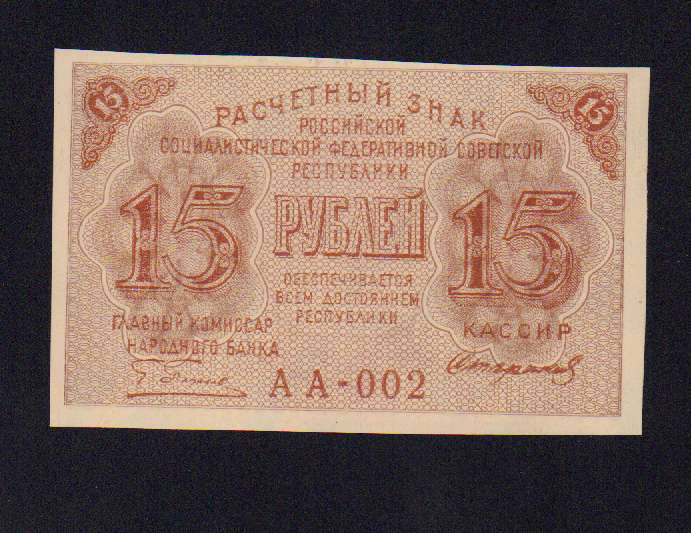 15
15
РАСЧЕТНЫЙ ЗНАК
РОССИЙСКОЙ
СОЦИАЛИСТИЧЕСКОЙ ФЕДЕРАТИВНОЙ СОВЕТСКОЙ
РЕСПУБЛИКИ
15 РУБЛЕЙ 15
ОБЕСПЕЧИВАЕТСЯ
ВСЕМ ДОСТОЯНИЕМ
РЕСПУБЛИКИ
ГЛАВНЫЙ КОМИССАР
НАРОДНОГО БАНКА
КАССИР
АА-002